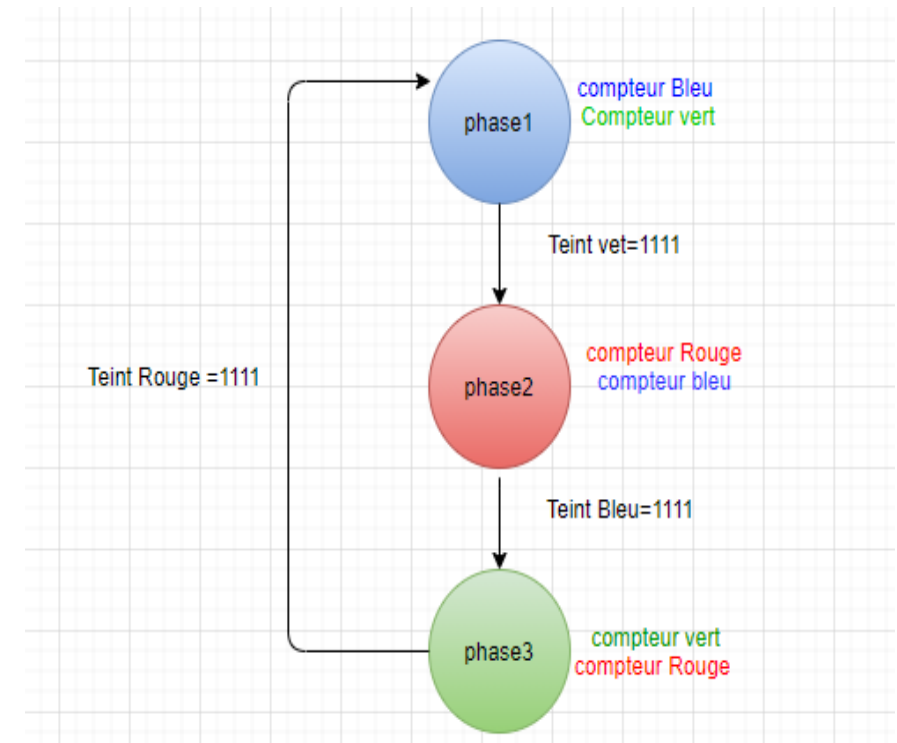 compteur Bleu
Compteur vert
phase1
Teint vet=1111
compteur Rouge
compteur bleu
phase2
Teint Rouge =1111
Teint Bleu=1111
compteur vert
compteur Rouge
phase3